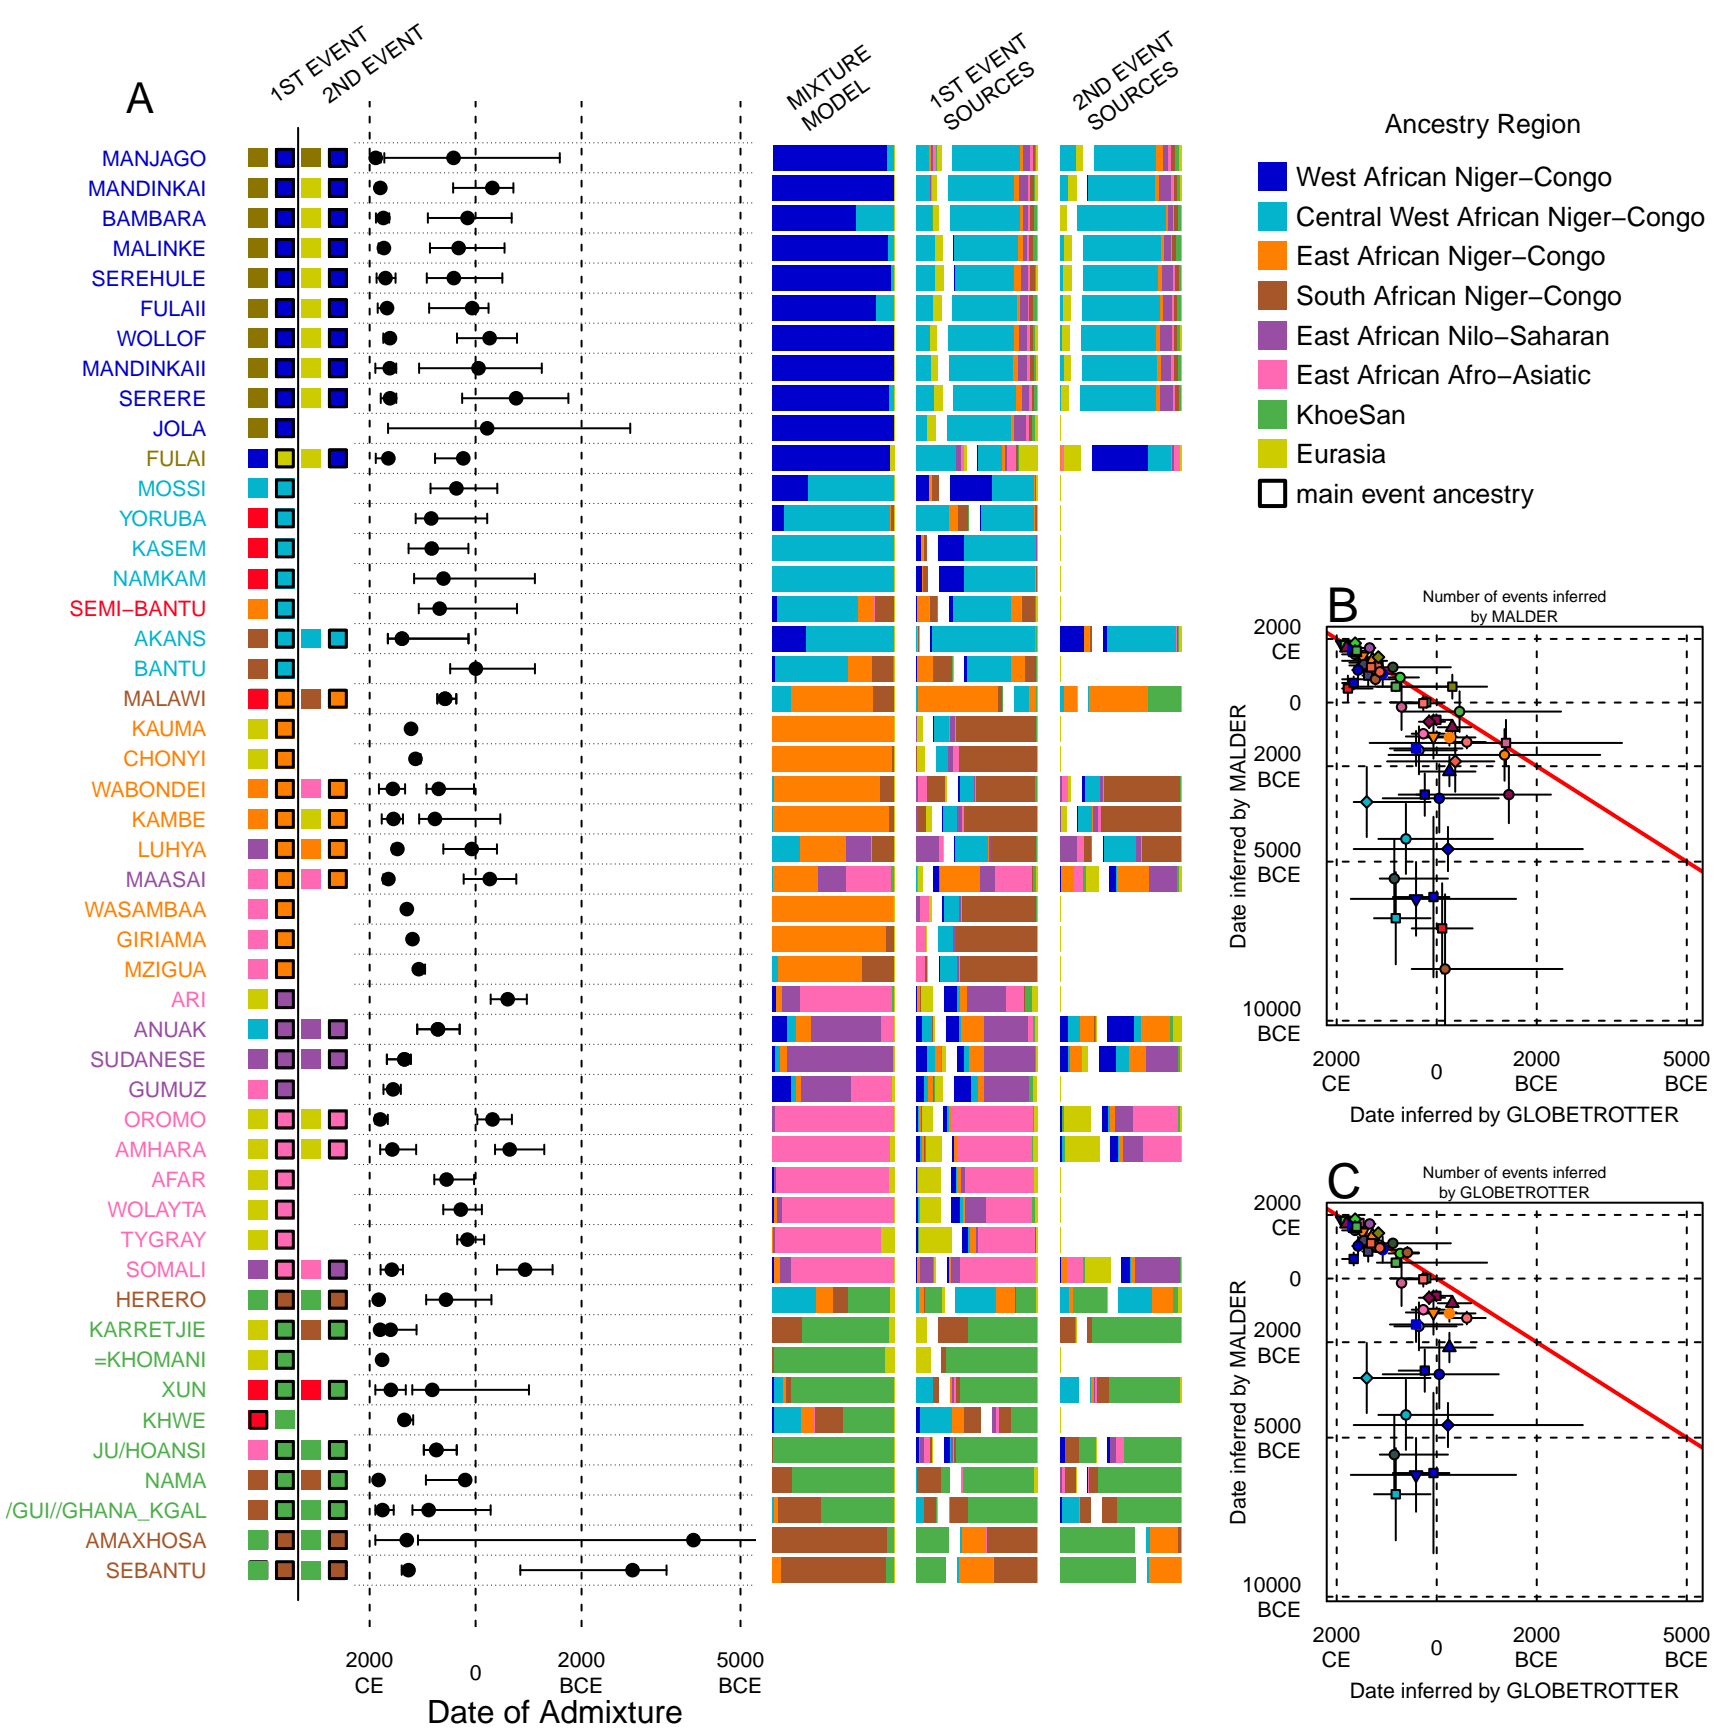 A
1ST EVENT
2ND EVENT
MIXTURE
MODEL
1ST EVENT
SOURCES
2ND EVENT
SOURCES
MANJAGO
MANDINKAI
BAMBARA
MALINKE
SEREHULE
FULAII
WOLLOF
MANDINKAII
SERERE
JOLA
FULAI
MOSSI
YORUBA
KASEM
NAMKAM
SEMI−BANTU
AKANS
BANTU
MALAWI
KAUMA
CHONYI
WABONDEI
KAMBE
LUHYA
MAASAI
WASAMBAA
GIRIAMA
MZIGUA
ARI
ANUAK
SUDANESE
GUMUZ
OROMO
AMHARA
AFAR
WOLAYTA
TYGRAY
SOMALI
HERERO
KARRETJIE
=KHOMANI
XUN
KHWE
JU/HOANSI
NAMA
/GUI//GHANA_KGAL
AMAXHOSA
SEBANTU
2000
CE
0
2000
BCE
5000
BCE
Date of Admixture
Ancestry Region
West African Niger−Congo
Central West African Niger−Congo
East African Niger−Congo
South African Niger−Congo
East African Nilo−Saharan
East African Afro−Asiatic
KhoeSan
Eurasia
main event ancestry
B
Number of events inferred
by MALDER
Date inferred by MALDER
2000
CE
0
2000
BCE
5000
BCE
10000
BCE
2000
CE
0
2000
BCE
5000
BCE
Date inferred by GLOBETROTTER
C
Number of events inferred
by GLOBETROTTER
Date inferred by MALDER
2000
CE
0
2000
BCE
5000
BCE
10000
BCE
2000
CE
0
2000
BCE
5000
BCE
Date inferred by GLOBETROTTER